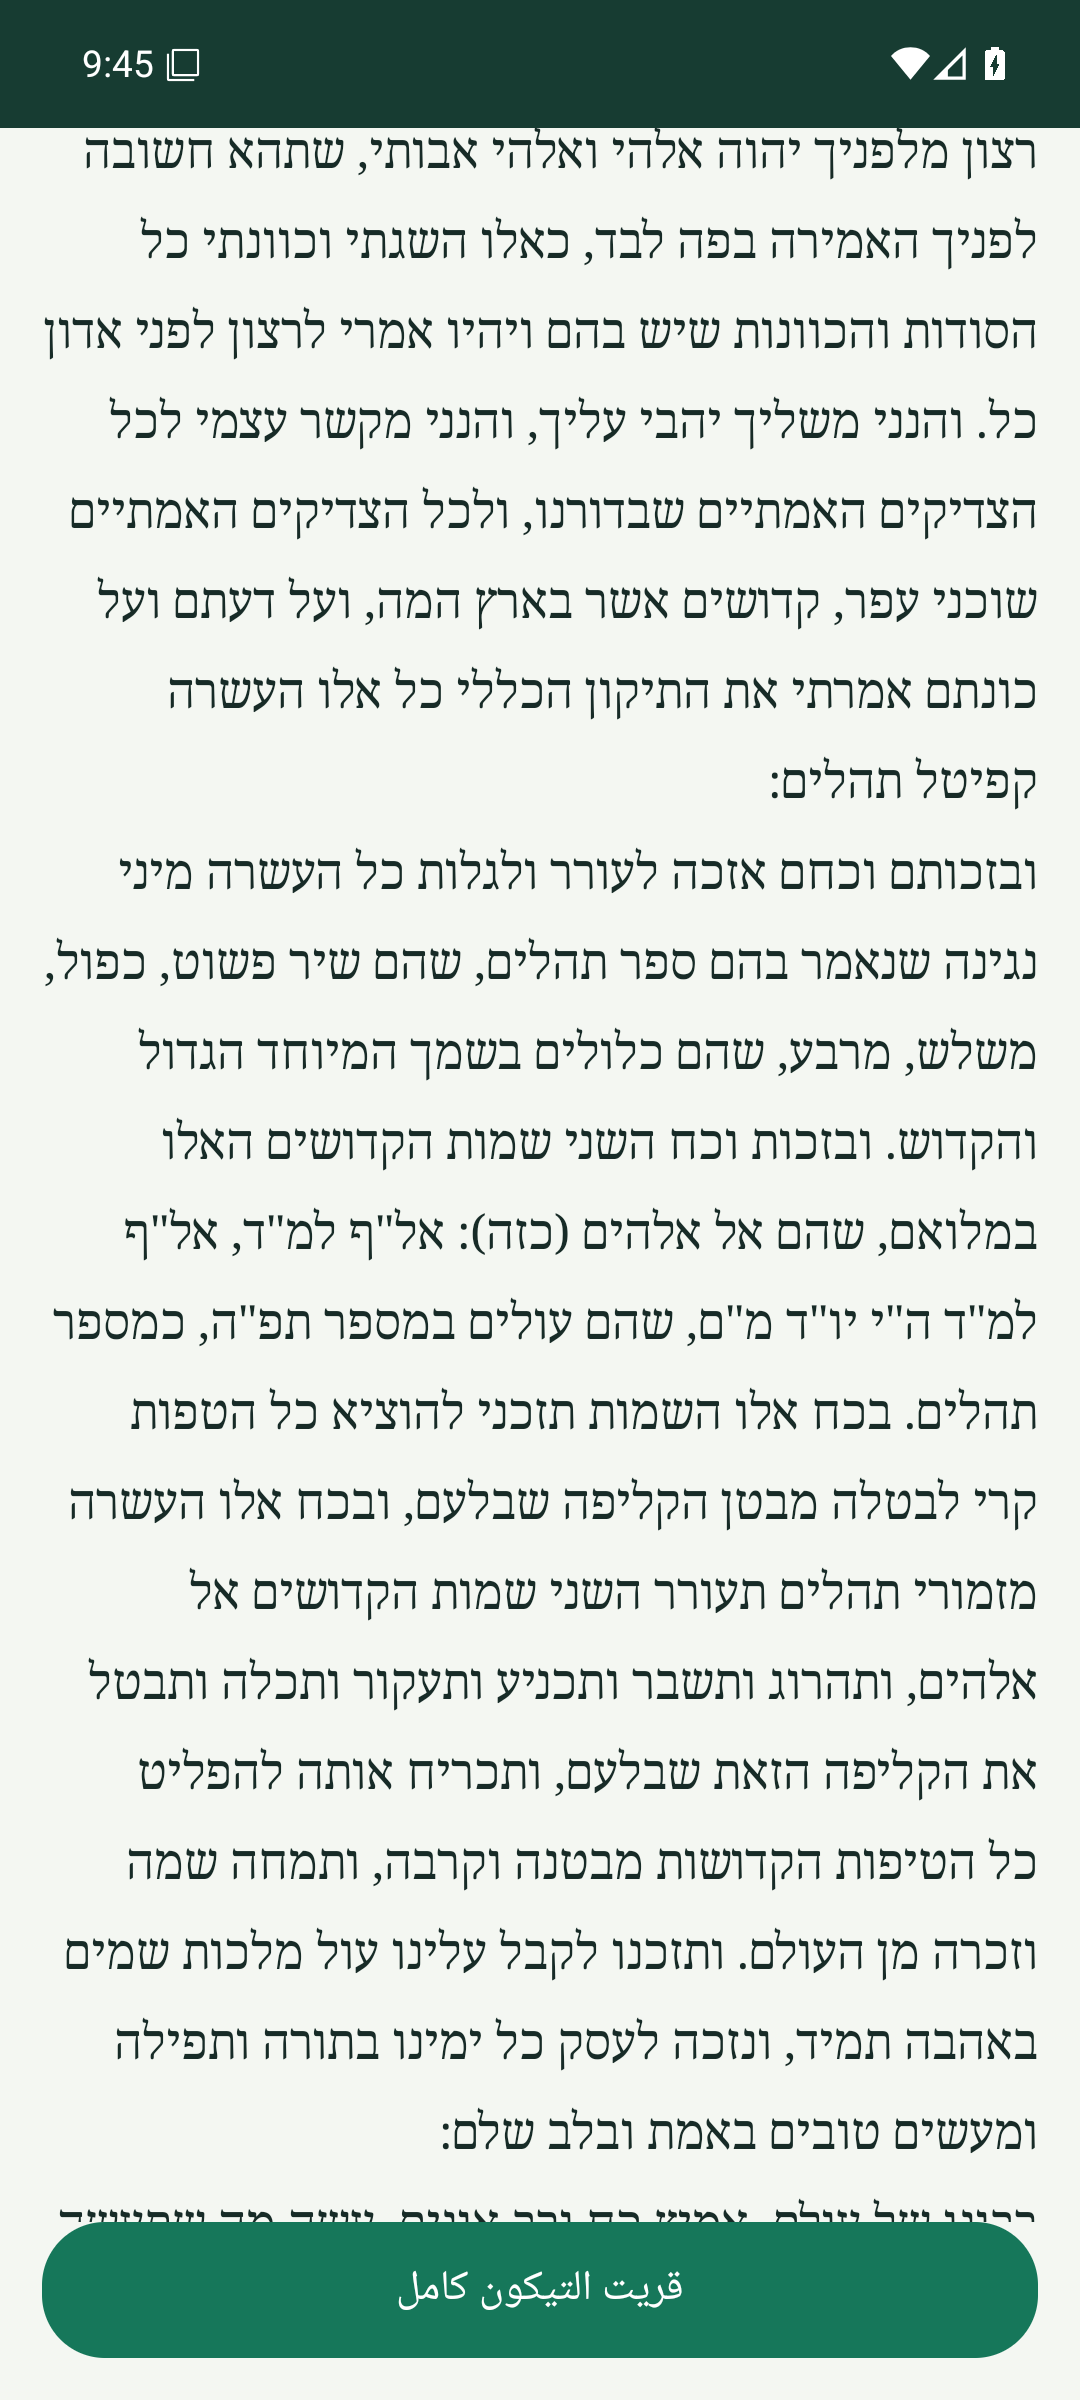 9:45
רצון מלפניך יהוה אלהי ואלהי אבותי, שתהא חשובה
לפניך האמירה בפה לבד, כאלו השגתי וכוונתי כל
הסודות והכוונות שיש בהם ויהיו אמרי לרצון לפני אדון
כל. והנני משליך יהבי עליך, והנני מקשר עצמי לכל
הצדיקים האמתיים שבדורנו, ולכל הצדיקים האמתיים
שוכני עפר, קדושים אשר בארץ המה, ועל דעתם ועל
כונתם אמרתי את התיקון הכללי כל אלו העשרה
קפיטל תהלים:
ובזכותם וכחם אזכה לעורר ולגלות כל העשרה מיני
נגינה שנאמר בהם ספר תהלים, שהם שיר פשוט, כפול,
משלש, מרבע, שהם כלולים בשמך המיוחד הגדול
והקדוש. ובזכות וכח השני שמות הקדושים האלו
במלואם, שהם אל אלהים (כזה): אל"ף למ"ד, אל"ף
למ"ד ה"י יו"ד מ"ם, שהם עולים במספר תפ"ה, כמספר
תהלים. בכח אלו השמות תזכני להוציא כל הטפות
קרי לבטלה מבטן הקליפה שבלעם, ובכח אלו העשרה
מזמורי תהלים תעורר השני שמות הקדושים אל
אלהים, ותהרוג ותשבר ותכניע ותעקור ותכלה ותבטל
את הקליפה הזאת שבלעם, ותכריח אותה להפליט
כל הטיפות הקדושות מבטנה וקרבה, ותמחה שמה
וזכרה מן העולם. ותזכנו לקבל עלינו עול מלכות שמים
באהבה תמיד, ונזכה לעסק כל ימינו בתורה ותפילה
ומעשים טובים באמת ובלב שלם:
قريت التيكون كامل